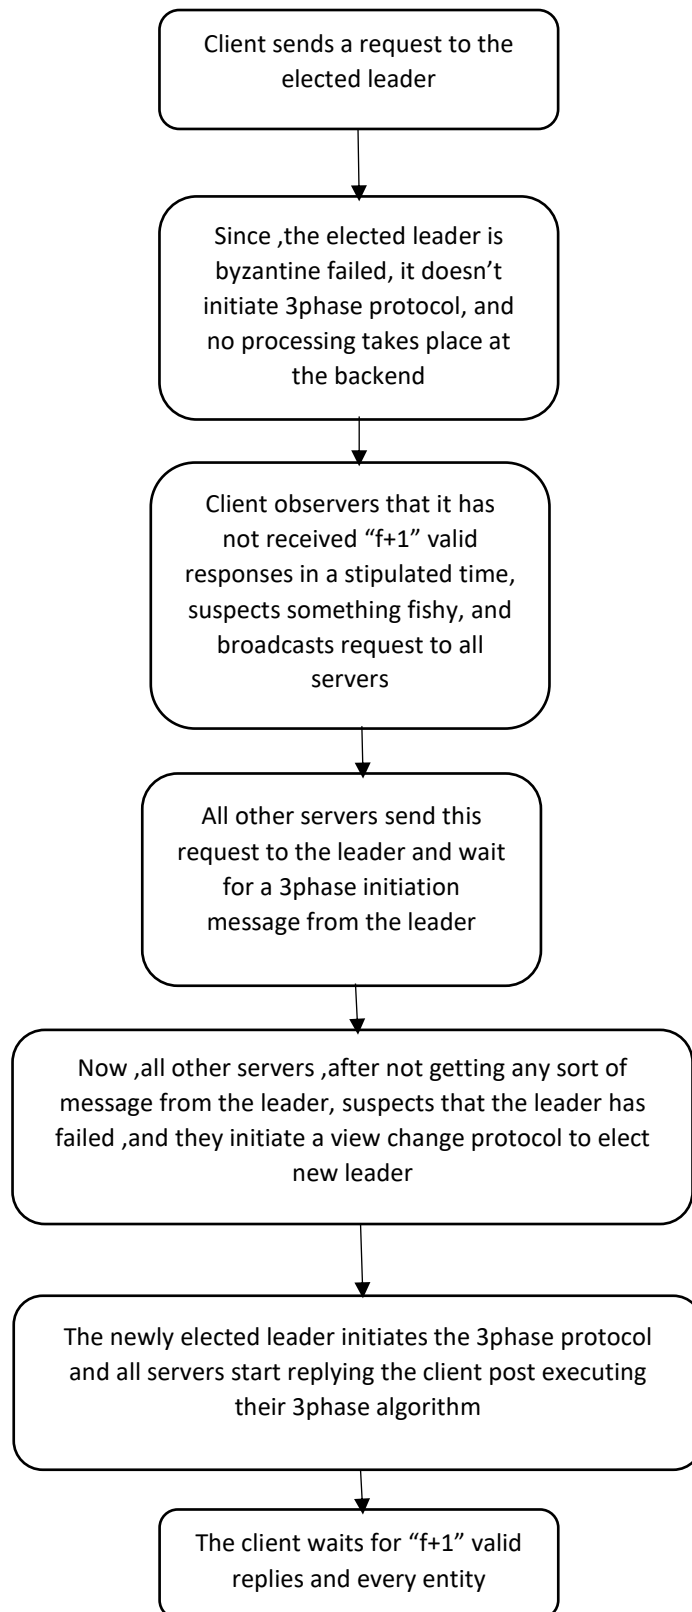 Client sends a request to the
elected leader
Since ,the elected leader is
byzantine failed, it doesn’t
initiate 3phase protocol, and
no processing takes place at
the backend
Client observers that it has
not received “f+1” valid
responses in a stipulated time,
suspects something fishy, and
broadcasts request to all
servers
All other servers send this
request to the leader and wait
for a 3phase initiation
message from the leader
Now ,all other servers ,after not getting any sort of
message from the leader, suspects that the leader has
failed ,and they initiate a view change protocol to elect
new leader
The newly elected leader initiates the 3phase protocol
and all servers start replying the client post executing
their 3phase algorithm
The client waits for “f+1” valid
replies and every entity